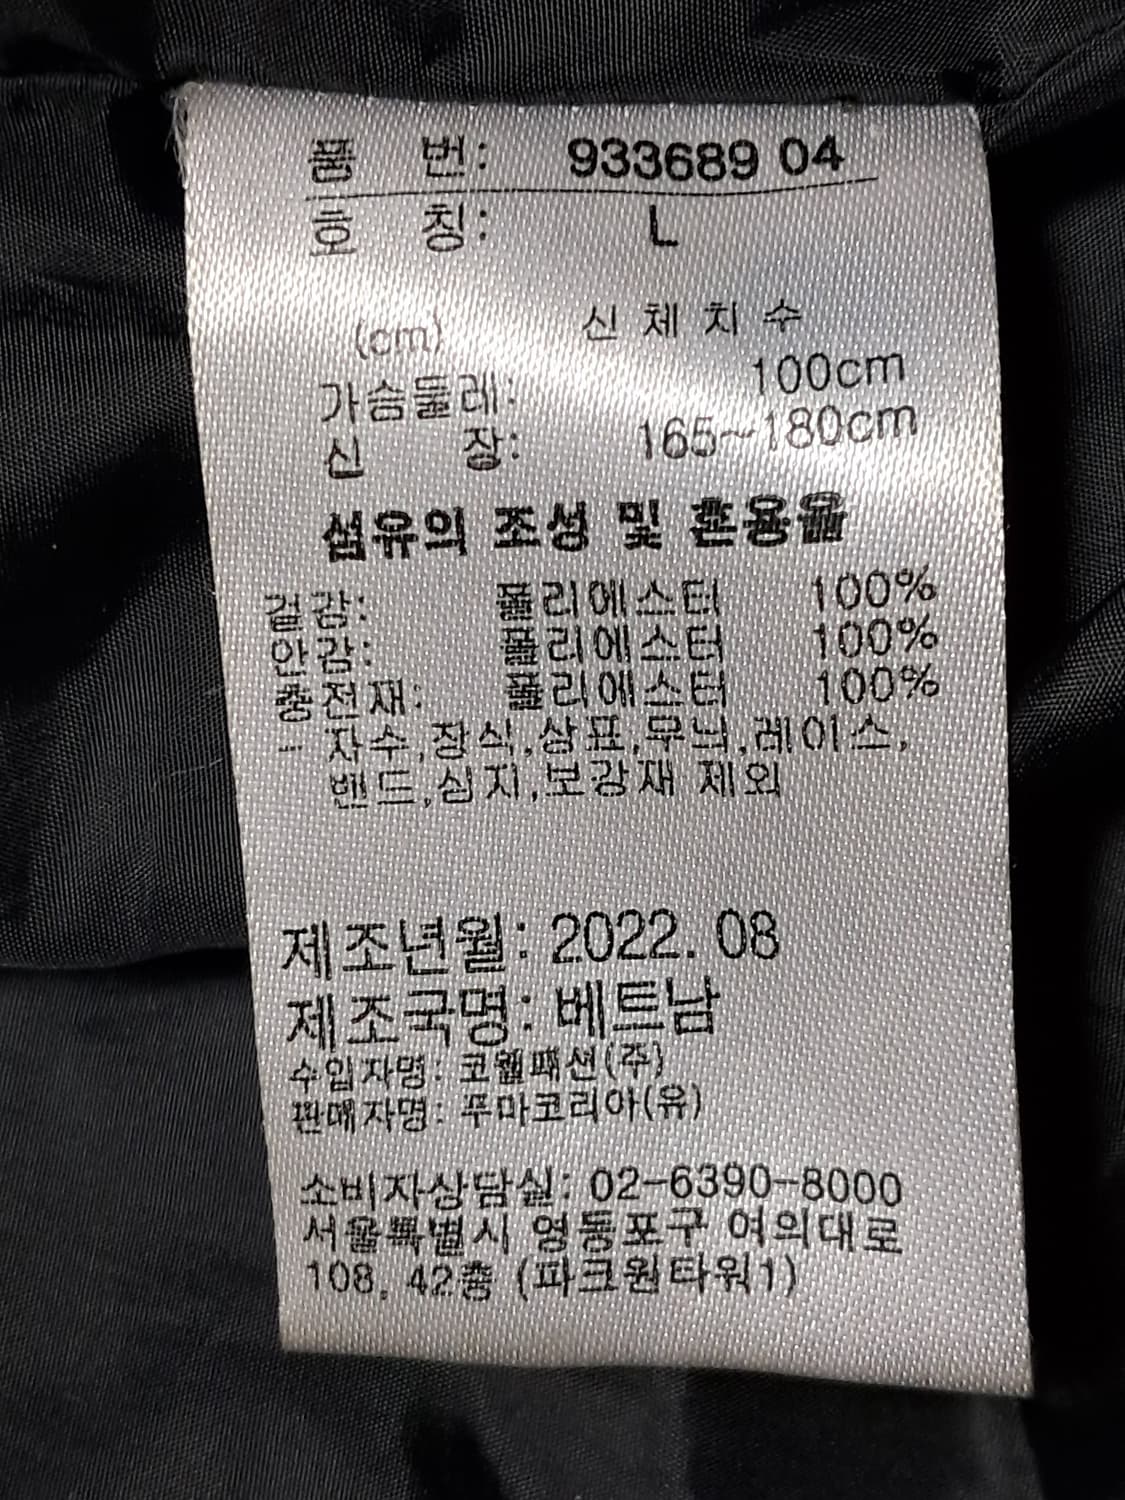 품 번: 933689 04
호 칭: L
(cm) 신 체 치 수
가슴둘레: 100cm
신 장: 165~180cm
섬유의 조성 및 혼용율
겉감: 폴리에스터 100%
안감: 폴리에스터 100%
충전재: 폴리에스터 100%
- 자수,장식,상표,무늬,레이스,
밴드,심지,보강재 제외
제조년월: 2022. 08
제조국명: 베트남
수입자명: 코웰패션(주)
판매자명: 푸마코리아(유)
소비자상담실: 02-6390-8000
서울특별시 영등포구 여의대로
108, 42층 (파크원타워1)